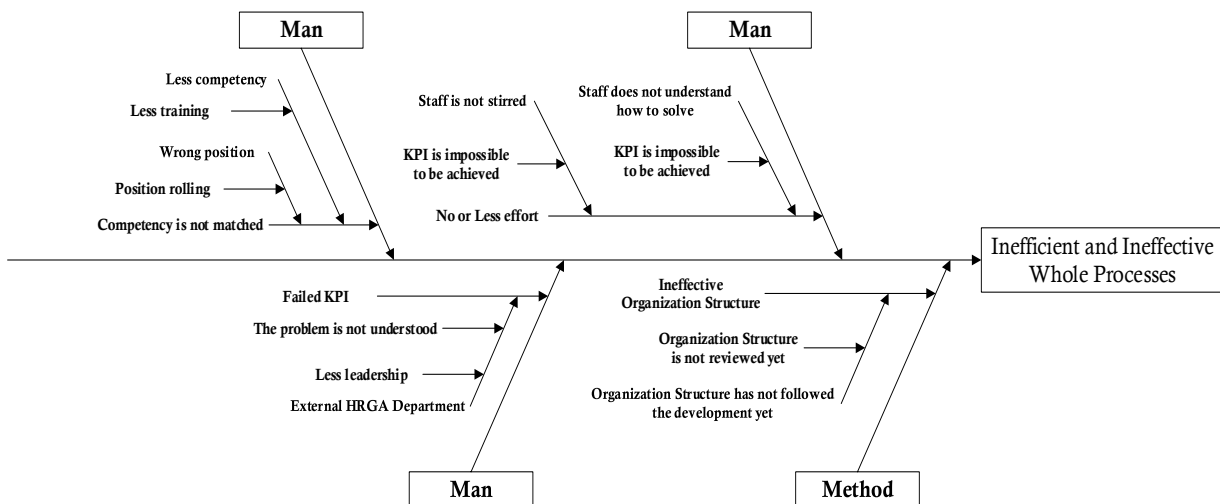 Man
Man
Less competency
Less training
Wrong position
Position rolling
Competency is not matched
Staff is not stirred
KPI is impossible
to be achieved
No or Less effort
Staff does not understand
how to solve
KPI is impossible
to be achieved
Inefficient and Ineffective
Whole Processes
Failed KPI
The problem is not understood
Less leadership
External HRGA Department
Ineffective
Organization Structure
Organization Structure
is not reviewed yet
Organization Structure has not followed
the development yet
Man
Method